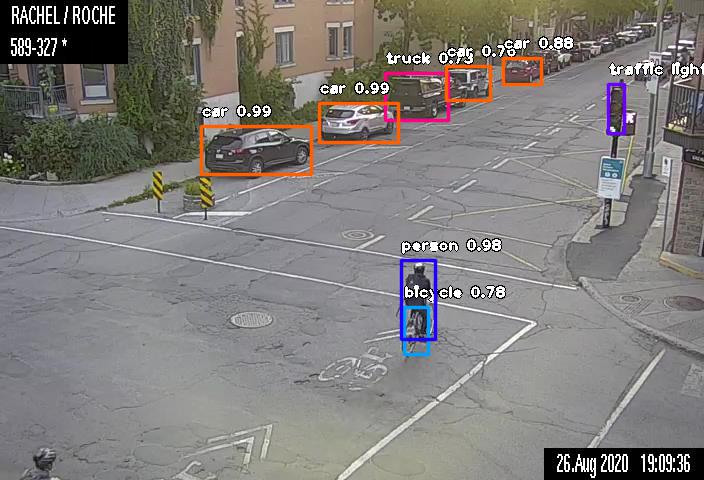 RACHEL / ROCHE
589-327 *
car 0.99
car 0.99
truck 0.73
car 0.76
car 0.88
traffic light
person 0.98
bicycle 0.78
26.Aug 2020 19:09:36